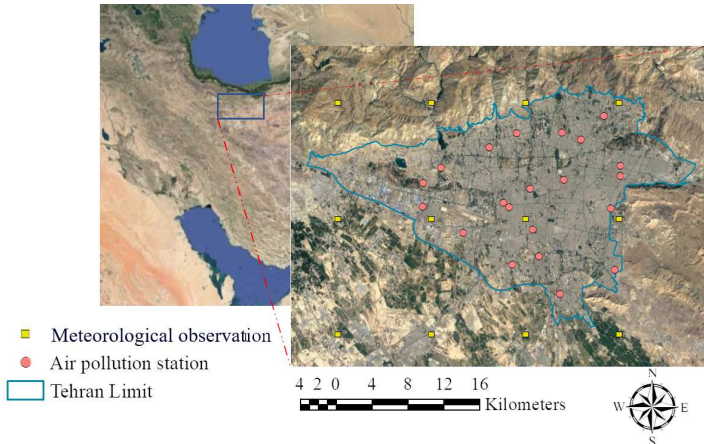 Meteorological observation
Air pollution station
Tehran Limit
4 2 0 4 8 12 16
Kilometers
N
W E
S